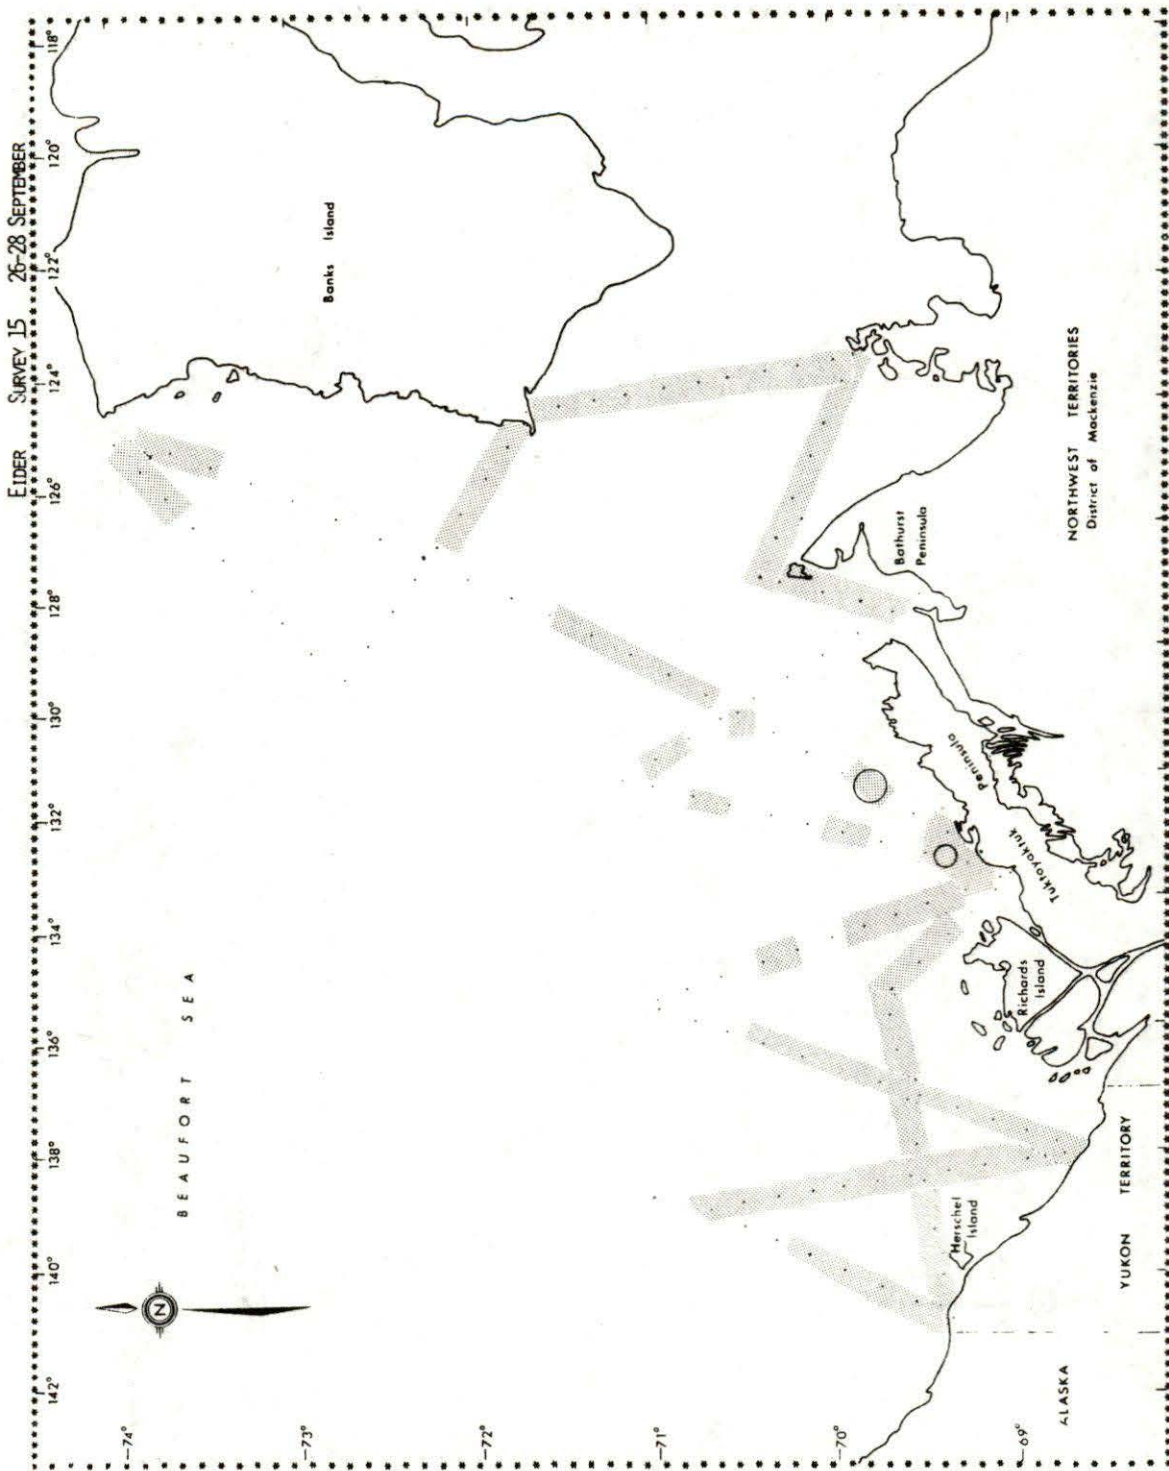 EIDER SURVEY 15 26-28 SEPTEMBER
142° 140° 138° 136° 134° 132° 130° 128° 126° 124° 122° 120° 118°
-74°
-73°
-72°
-71°
-70°
-69°
N
BEAUFORT SEA
Banks Island
Bathurst
Peninsula
NORTHWEST TERRITORIES
District of Mackenzie
Tuktoyaktuk Peninsula
Richards
Island
Herschel
Island
YUKON TERRITORY
ALASKA